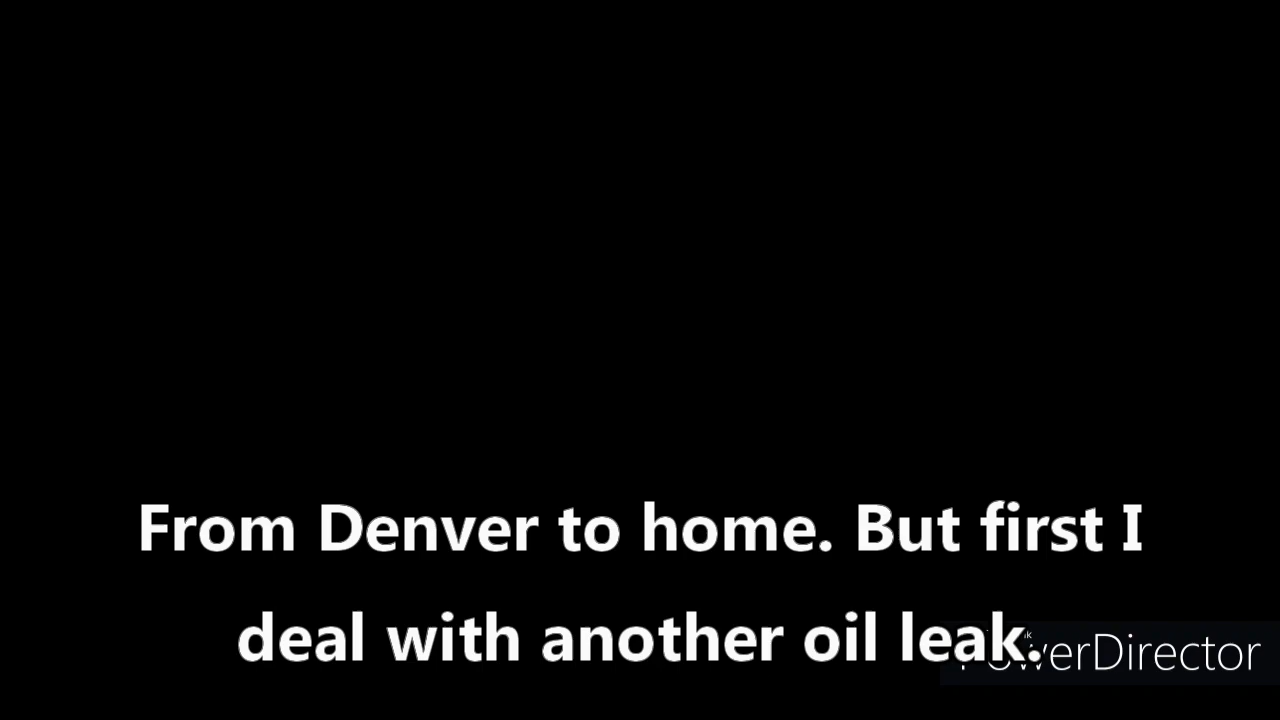 From Denver to home. But first I
deal with another oil leak.
PowerDirector